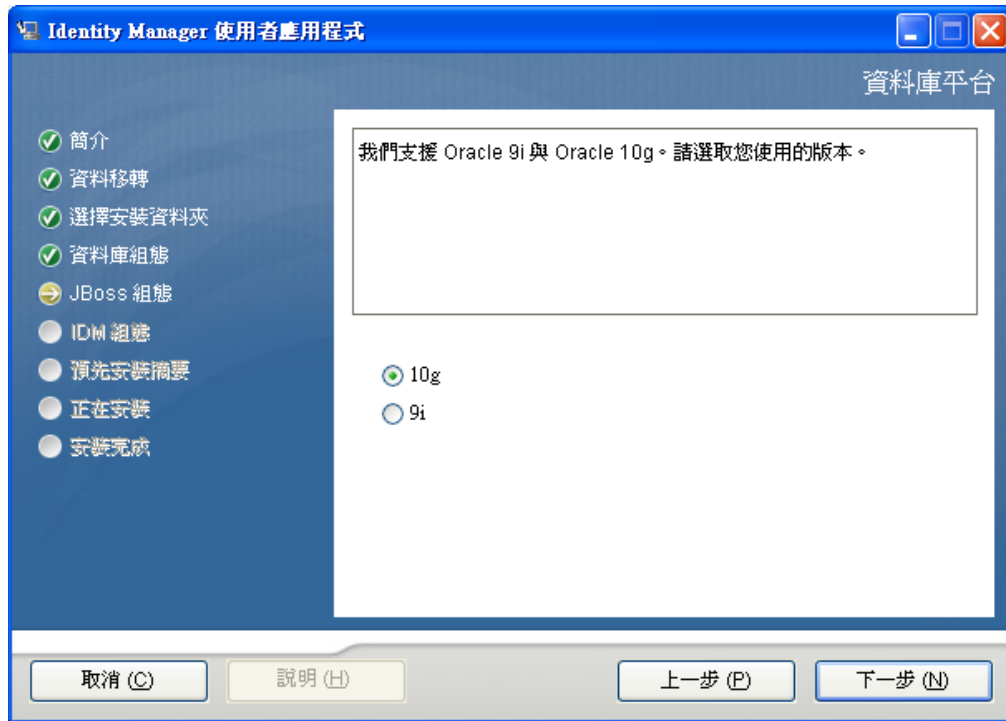 Identity Manager 使用者應用程式
資料庫平台
簡介
資料移轉
選擇安裝資料夾
資料庫組態
JBoss 組態
IDM 組態
預先安裝摘要
正在安裝
安裝完成
我們支援 Oracle 9i 與 Oracle 10g。請選取您使用的版本。
10g
9i
取消 (C)
說明 (H)
上一步 (P)
下一步 (N)